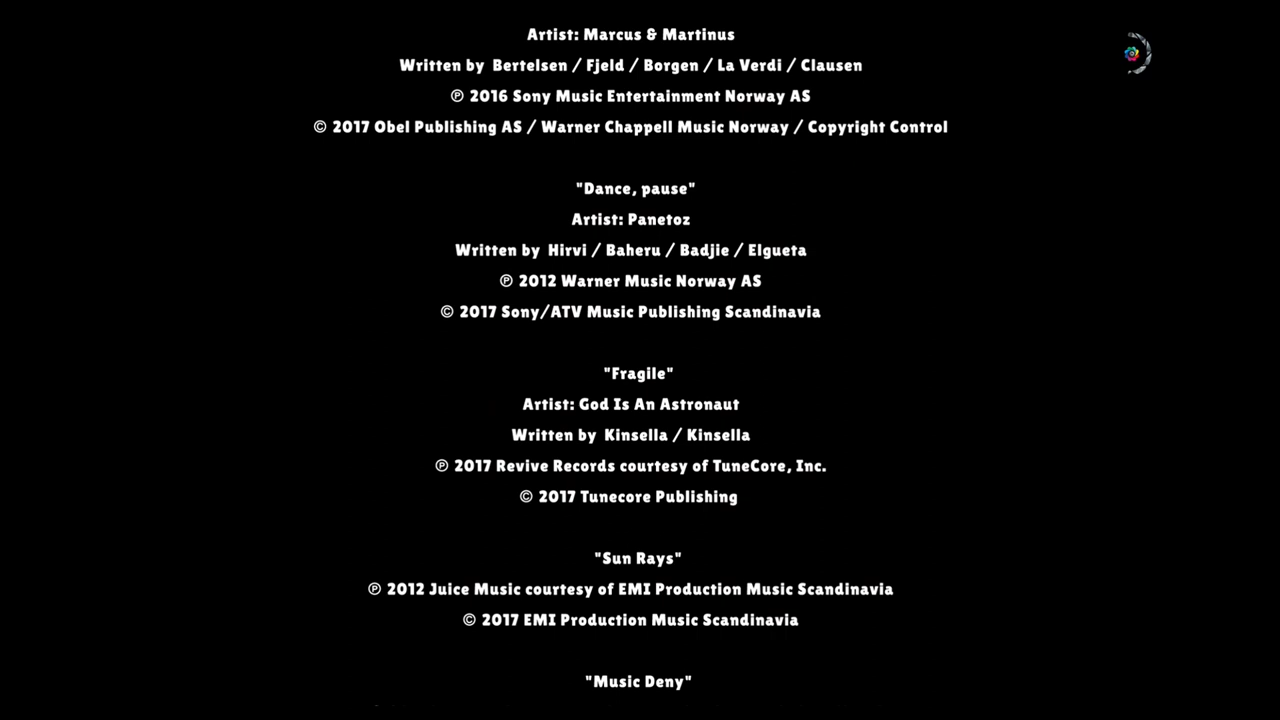 Artist: Marcus & Martinus
Written by Bertelsen / Fjeld / Borgen / La Verdi / Clausen
℗ 2016 Sony Music Entertainment Norway AS
© 2017 Obel Publishing AS / Warner Chappell Music Norway / Copyright Control
"Dance, pause"
Artist: Panetoz
Written by Hirvi / Baheru / Badjie / Elgueta
℗ 2012 Warner Music Norway AS
© 2017 Sony/ATV Music Publishing Scandinavia
"Fragile"
Artist: God Is An Astronaut
Written by Kinsella / Kinsella
℗ 2017 Revive Records courtesy of TuneCore, Inc.
© 2017 Tunecore Publishing
"Sun Rays"
℗ 2012 Juice Music courtesy of EMI Production Music Scandinavia
© 2017 EMI Production Music Scandinavia
"Music Deny"